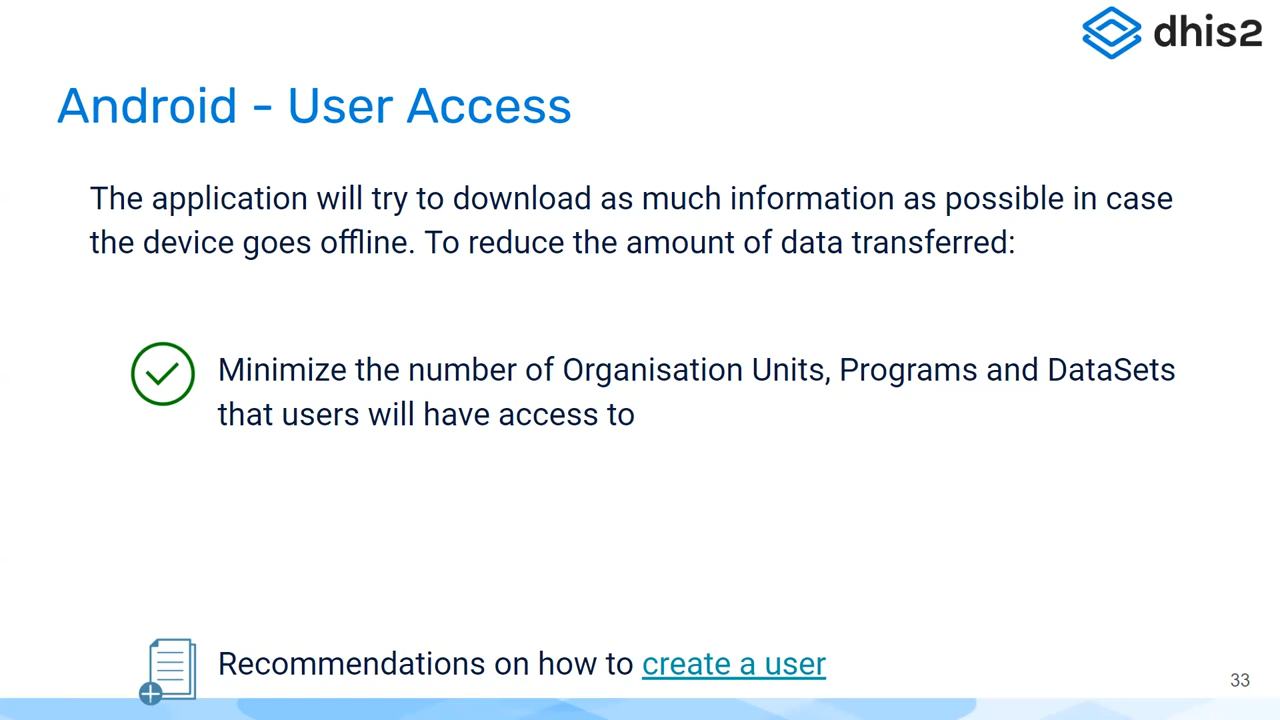 dhis2
Android - User Access
The application will try to download as much information as possible in case
the device goes offline. To reduce the amount of data transferred:
Minimize the number of Organisation Units, Programs and DataSets
that users will have access to
Recommendations on how to create a user
33